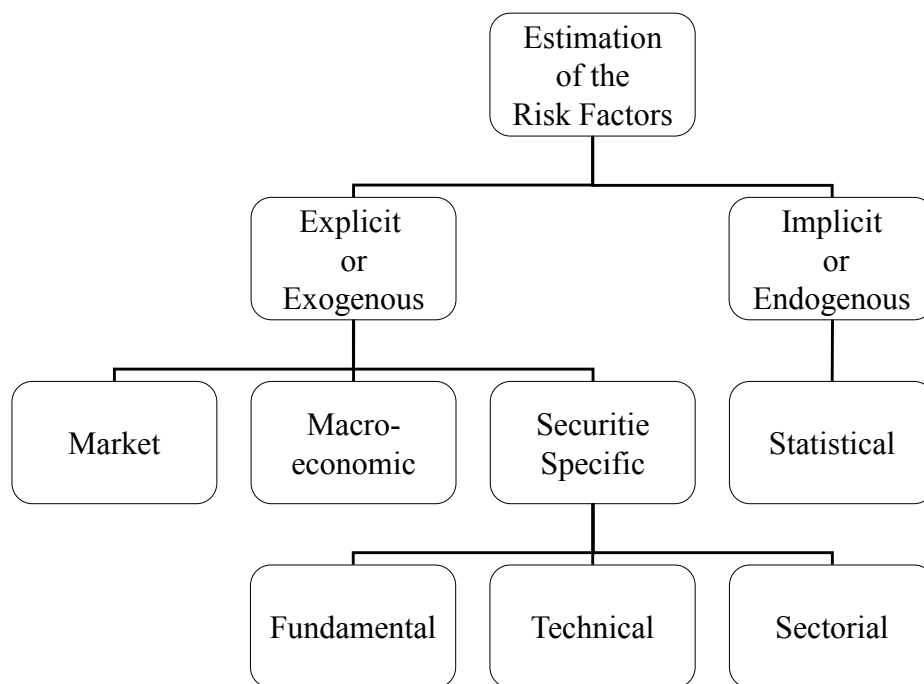 Estimation
of the
Risk Factors
Explicit
or
Exogenous
Implicit
or
Endogenous
Market
Macro-
economic
Securitie
Specific
Statistical
Fundamental
Technical
Sectorial